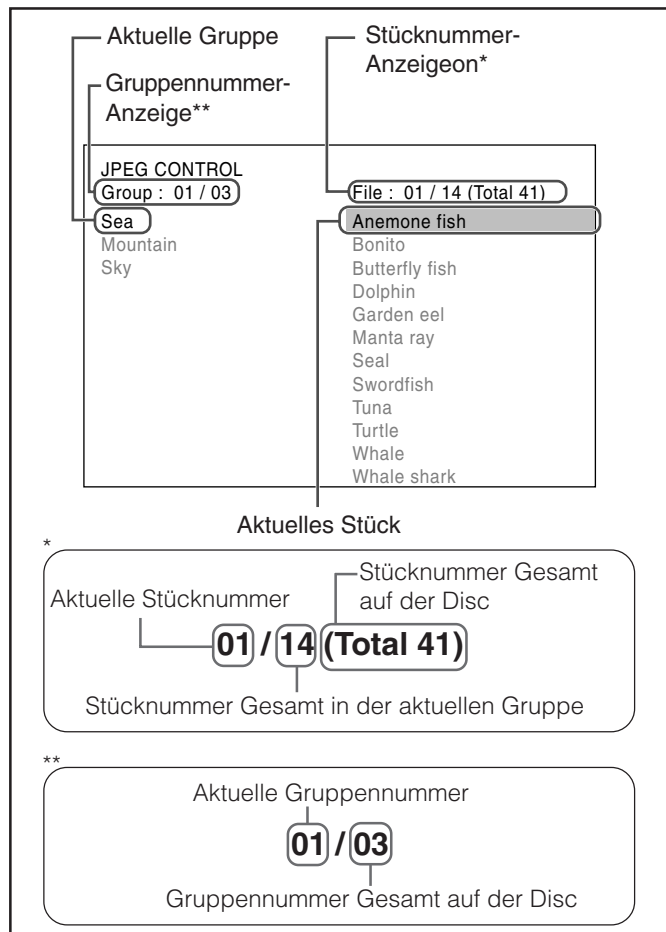 Aktuelle Gruppe
Stücknummer-
Anzeigeon*
Gruppennummer-
Anzeige**
JPEG CONTROL
Group : 01 / 03
File : 01 / 14 (Total 41)
Sea
Mountain
Sky
Anemone fish
Bonito
Butterfly fish
Dolphin
Garden eel
Manta ray
Seal
Swordfish
Tuna
Turtle
Whale
Whale shark
Aktuelles Stück
*
Stücknummer Gesamt
auf der Disc
Aktuelle Stücknummer
01 / 14 (Total 41)
Stücknummer Gesamt in der aktuellen Gruppe
**
Aktuelle Gruppennummer
01 / 03
Gruppennummer Gesamt auf der Disc